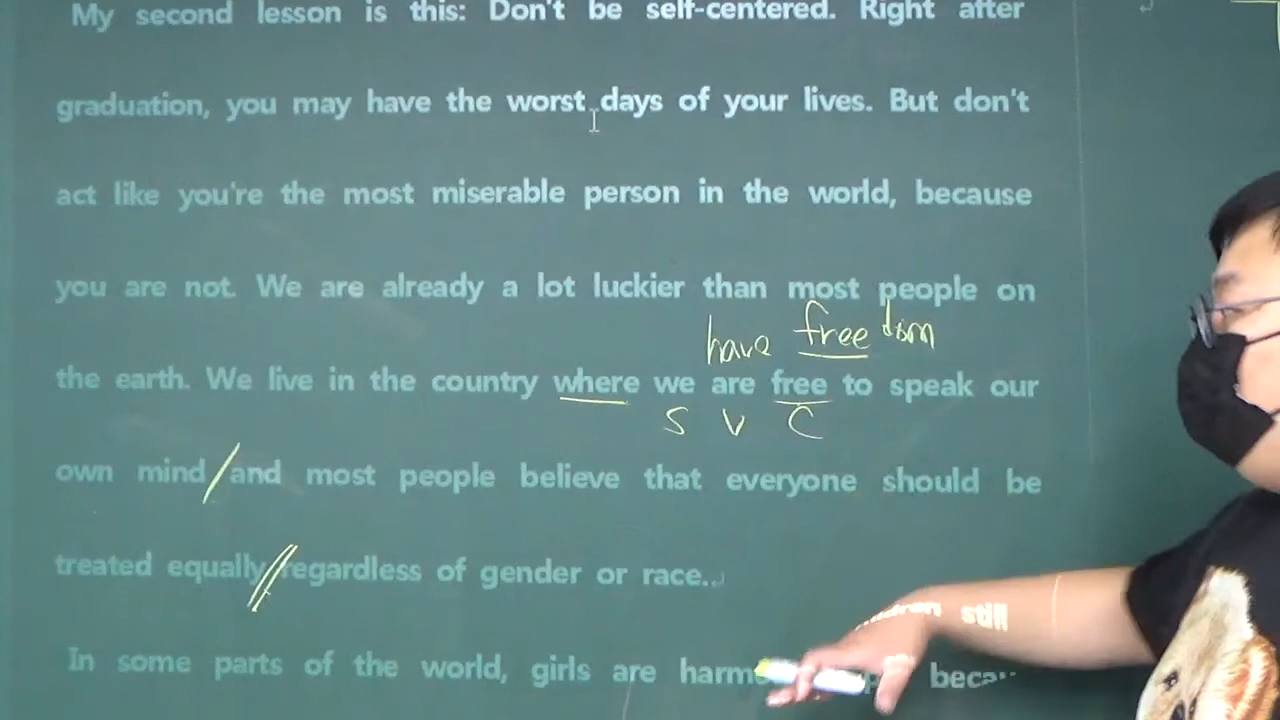 My second lesson is this: Don't be self-centered. Right after
graduation, you may have the worst days of your lives. But don't
act like you're the most miserable person in the world, because
you are not. We are already a lot luckier than most people on
have freedom
the earth. We live in the country where we are free to speak our
S V C
own mind/and most people believe that everyone should be
treated equally//regardless of gender or race..
still
In some parts of the world, girls are